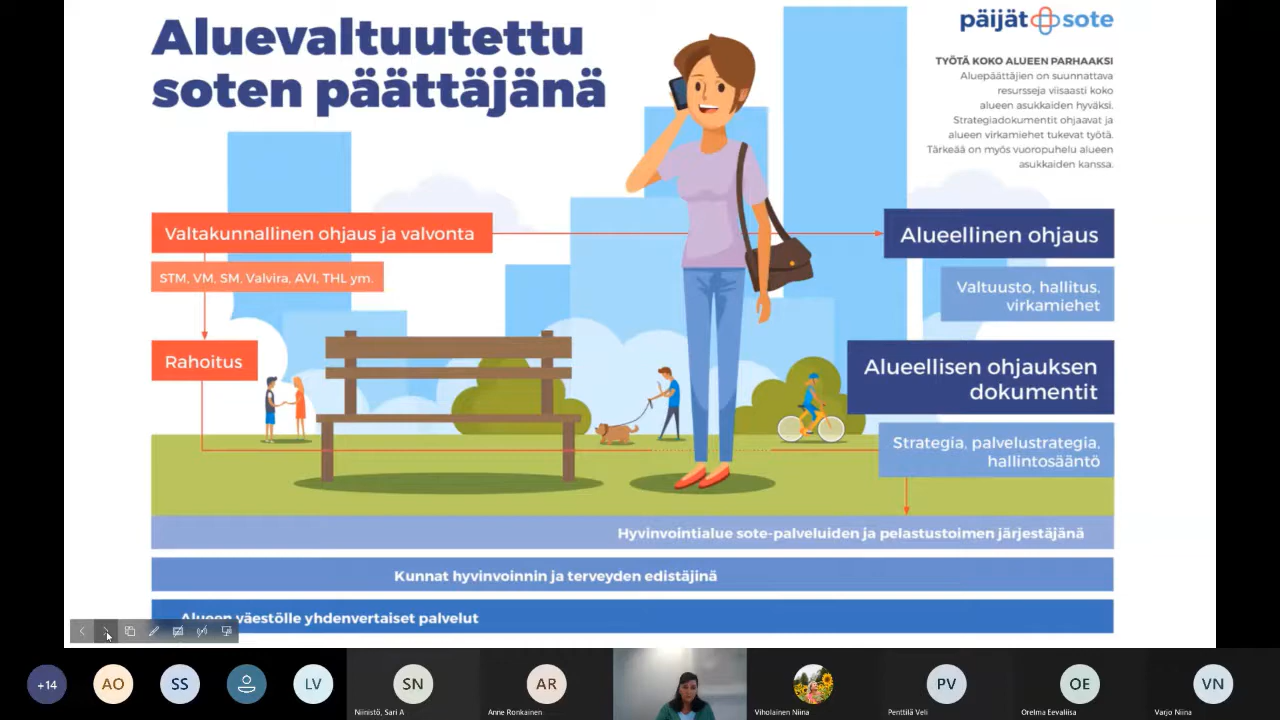 Aluevaltuutettu
soten päättäjänä
päijät sote
TYÖTÄ KOKO ALUEEN PARHAAKSI
Aluepäättäjien on suunnattava
resursseja viisaasti koko
alueen asukkaiden hyväksi.
Strategiadokumentit ohjaavat ja
alueen virkamiehet tukevat työtä.
Tärkeää on myös vuoropuhelu alueen
asukkaiden kanssa.
Valtakunnallinen ohjaus ja valvonta
STM, VM, SM, Valvira, AVI, THL ym.
Rahoitus
Alueellinen ohjaus
Valtuusto, hallitus,
virkamiehet
Alueellisen ohjauksen
dokumentit
Strategia, palvelustrategia,
hallintosääntö
Hyvinvointialue sote-palveluiden ja pelastustoimen järjestäjänä
Kunnat hyvinvoinnin ja terveyden edistäjinä
Alueen väestölle yhdenvertaiset palvelut
+14
AO
SS
LV
SN
Niinistö, Sari A
AR
Anne Ronkainen
Viholainen Niina
PV
Penttilä Veli
OE
Orelma Eevaliisa
VN
Varjo Niina